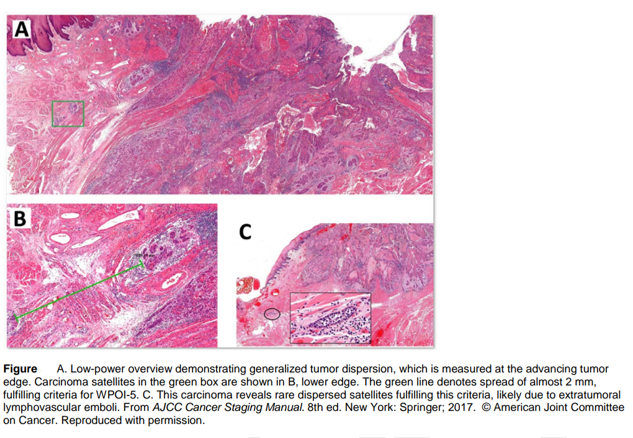 A
B
C
Figure A. Low-power overview demonstrating generalized tumor dispersion, which is measured at the advancing tumor
edge. Carcinoma satellites in the green box are shown in B, lower edge. The green line denotes spread of almost 2 mm,
fulfilling criteria for WPOI-5. C. This carcinoma reveals rare dispersed satellites fulfilling this criteria, likely due to extratumoral
lymphovascular emboli. From AJCC Cancer Staging Manual. 8th ed. New York: Springer; 2017. © American Joint Committee
on Cancer. Reproduced with permission.